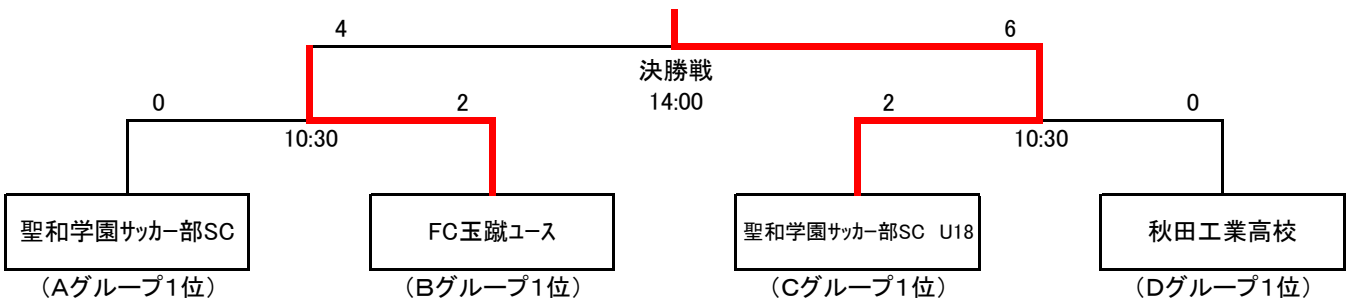 4
6
決勝戦
14:00
0
2
2
0
10:30
10:30
聖和学園サッカー部SC
FC玉蹴ユース
聖和学園サッカー部SC U18
秋田工業高校
(Aグループ1位)
(Bグループ1位)
(Cグループ1位)
(Dグループ1位)